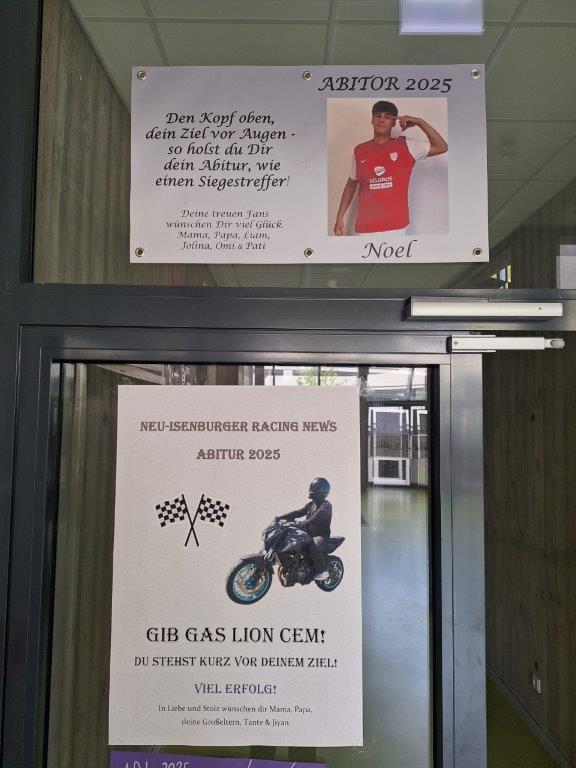 ABITOR 2025
Den Kopf oben,
dein Ziel vor Augen -
so holst du Dir
dein Abitur, wie
einen Siegestreffer!
Deine treuen Fans
wünschen Dir viel Glück.
Mama, Papa, Liam,
Jolina, Omi & Pati
SELGROS
Noel
NEU-ISENBURGER RACING NEWS
ABITUR 2025
GIB GAS LION CEM!
DU STEHST KURZ VOR DEINEM ZIEL!
VIEL ERFOLG!
In Liebe und Stolz wünschen dir Mama, Papa,
deine Großeltern, Tante & Jiyan
2025